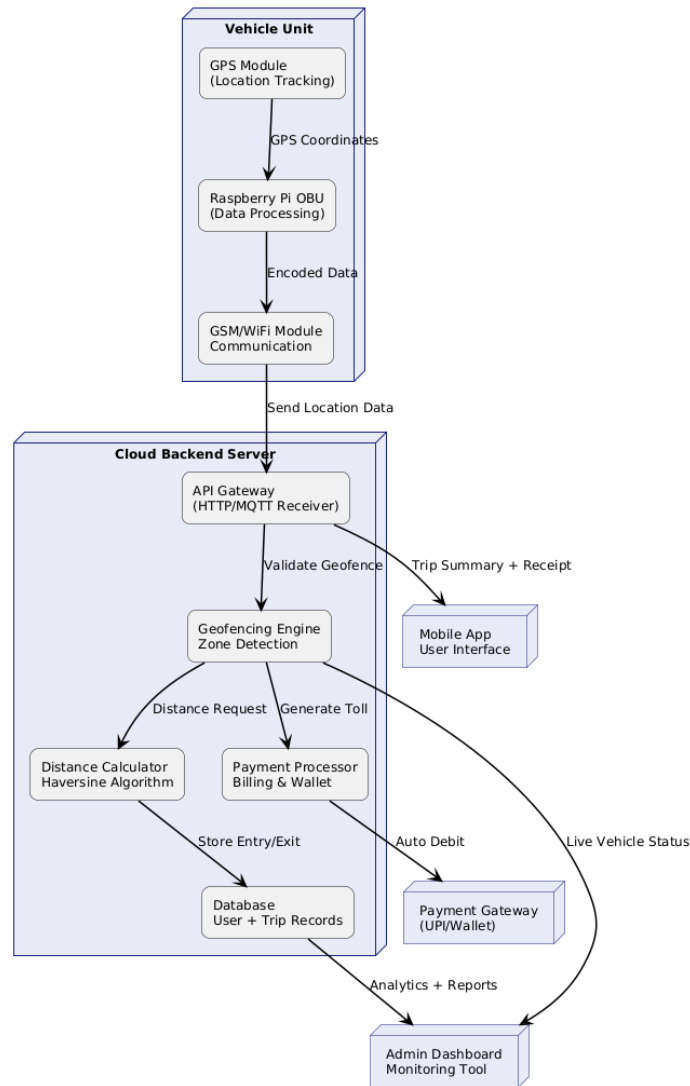 Vehicle Unit
GPS Module
(Location Tracking)
GPS Coordinates
Raspberry Pi OBU
(Data Processing)
Encoded Data
GSM/WiFi Module
Communication
Send Location Data
Cloud Backend Server
API Gateway
(HTTP/MQTT Receiver)
Validate Geofence
Trip Summary + Receipt
Geofencing Engine
Zone Detection
Mobile App
User Interface
Distance Request
Generate Toll
Distance Calculator
Haversine Algorithm
Payment Processor
Billing & Wallet
Store Entry/Exit
Auto Debit
Live Vehicle Status
Database
User + Trip Records
Payment Gateway
(UPI/Wallet)
Analytics + Reports
Admin Dashboard
Monitoring Tool